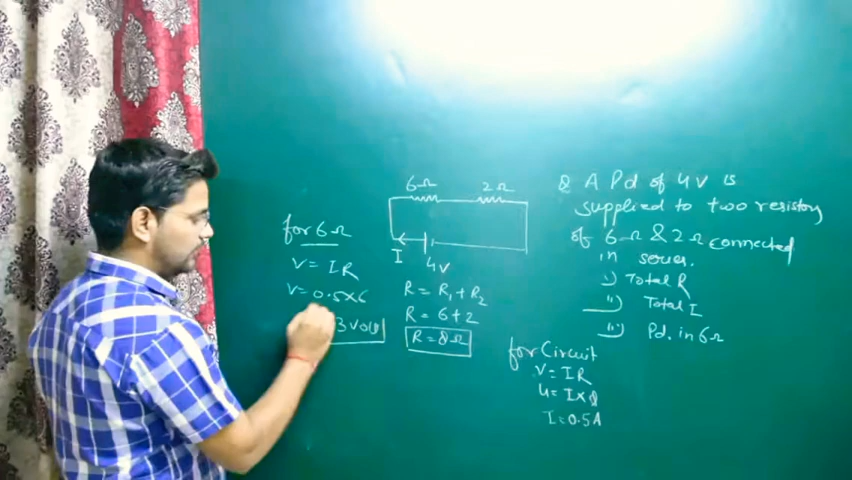 Q A Pd of 4V is
supplied to two resistors
of 6Ω & 2Ω connected
in series.
i) Total R
ii) Total I
iii) Pd. in 6Ω
6Ω 2Ω
I
4V
R = R1 + R2
R = 6 + 2
R = 8Ω
for Circuit
V = IR
4 = I × 8
I = 0.5A
for 6Ω
V = IR
V = 0.5 × 6
3 volt